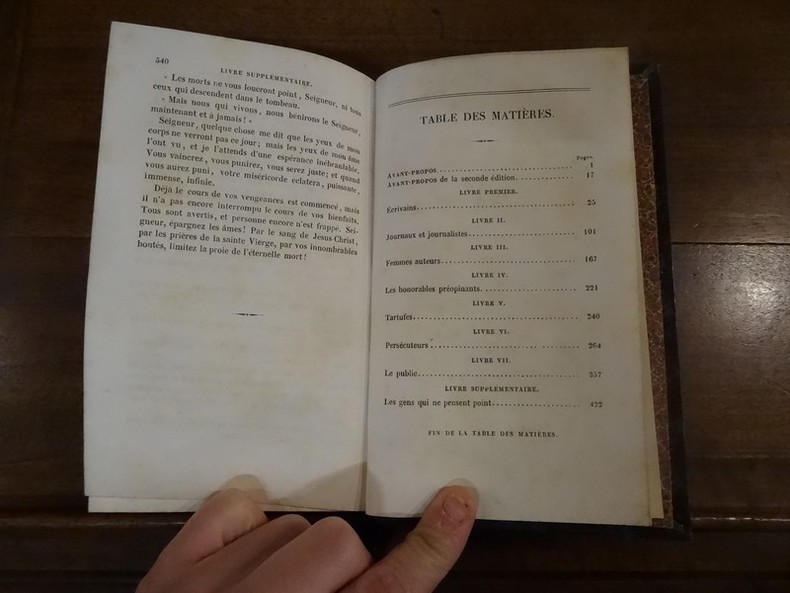 540
LIVRE SUPPLÉMENTAIRE.
« Les morts ne vous loueront point, Seigneur, ni tous
ceux qui descendent dans le tombeau.
« Mais nous qui vivons, nous bénirons le Seigneur,
maintenant et à jamais! »
Seigneur, quelque chose me dit que les yeux de mon
corps ne verront pas ce jour; mais les yeux de mon âme
l'ont vu, et je l'attends d'une espérance inébranlable.
Vous vaincrez, vous punirez, vous serez juste; et quand
vous aurez puni, votre miséricorde éclatera, puissante,
immense, infinie.
Déjà le cours de vos vengeances est commencé, mais
il n'a pas encore interrompu le cours de vos bienfaits.
Tous sont avertis, et personne encore n'est frappé. Sei-
gneur, épargnez les âmes! Par le sang de Jésus-Christ,
par les prières de la sainte Vierge, par vos innombrables
bontés, limitez la proie de l'éternelle mort!
TABLE DES MATIÈRES.
Pages.
AVANT-PROPOS. 1
AVANT-PROPOS de la seconde édition. 17
LIVRE PREMIER.
Écrivains. 25
LIVRE II.
Journaux et journalistes 101
LIVRE III.
Femmes auteurs 167
LIVRE IV.
Les honorables préopinants. 221
LIVRE V.
Tartufes 240
LIVRE VI.
Persécuteurs 264
LIVRE VII.
Le public 357
LIVRE SUPPLÉMENTAIRE.
Les gens qui ne pensent point 422
FIN DE LA TABLE DES MATIÈRES.